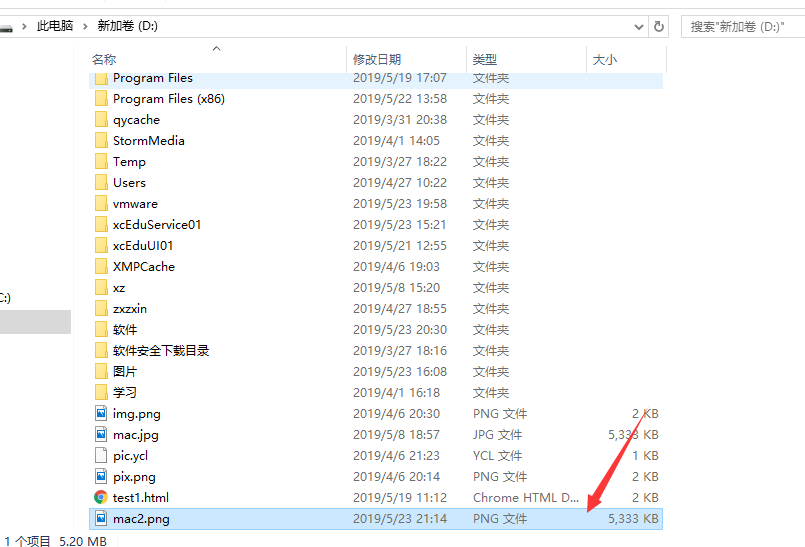 此电脑 > 新加卷 (D:)
搜索"新加卷 (D:)"
名称 修改日期 类型 大小
Program Files 2019/5/19 17:07 文件夹
Program Files (x86) 2019/5/22 13:58 文件夹
qycache 2019/3/31 20:38 文件夹
StormMedia 2019/4/1 14:05 文件夹
Temp 2019/3/27 18:22 文件夹
Users 2019/4/27 10:22 文件夹
vmware 2019/5/23 19:58 文件夹
xcEduService01 2019/5/23 15:21 文件夹
xcEduUI01 2019/5/21 12:55 文件夹
XMPCache 2019/4/6 19:03 文件夹
xz 2019/5/8 15:20 文件夹
zxzxin 2019/4/27 18:55 文件夹
软件 2019/5/23 20:30 文件夹
软件安全下载目录 2019/3/27 18:16 文件夹
图片 2019/5/23 16:08 文件夹
学习 2019/4/1 16:18 文件夹
img.png 2019/4/6 20:30 PNG 文件 2 KB
mac.jpg 2019/5/8 18:57 JPG 文件 5,333 KB
pic.ycl 2019/4/6 21:23 YCL 文件 1 KB
pix.png 2019/4/6 20:14 PNG 文件 2 KB
test1.html 2019/5/19 11:12 Chrome HTML D... 2 KB
mac2.png 2019/5/23 21:14 PNG 文件 5,333 KB
C:)
1 个项目 5.20 MB